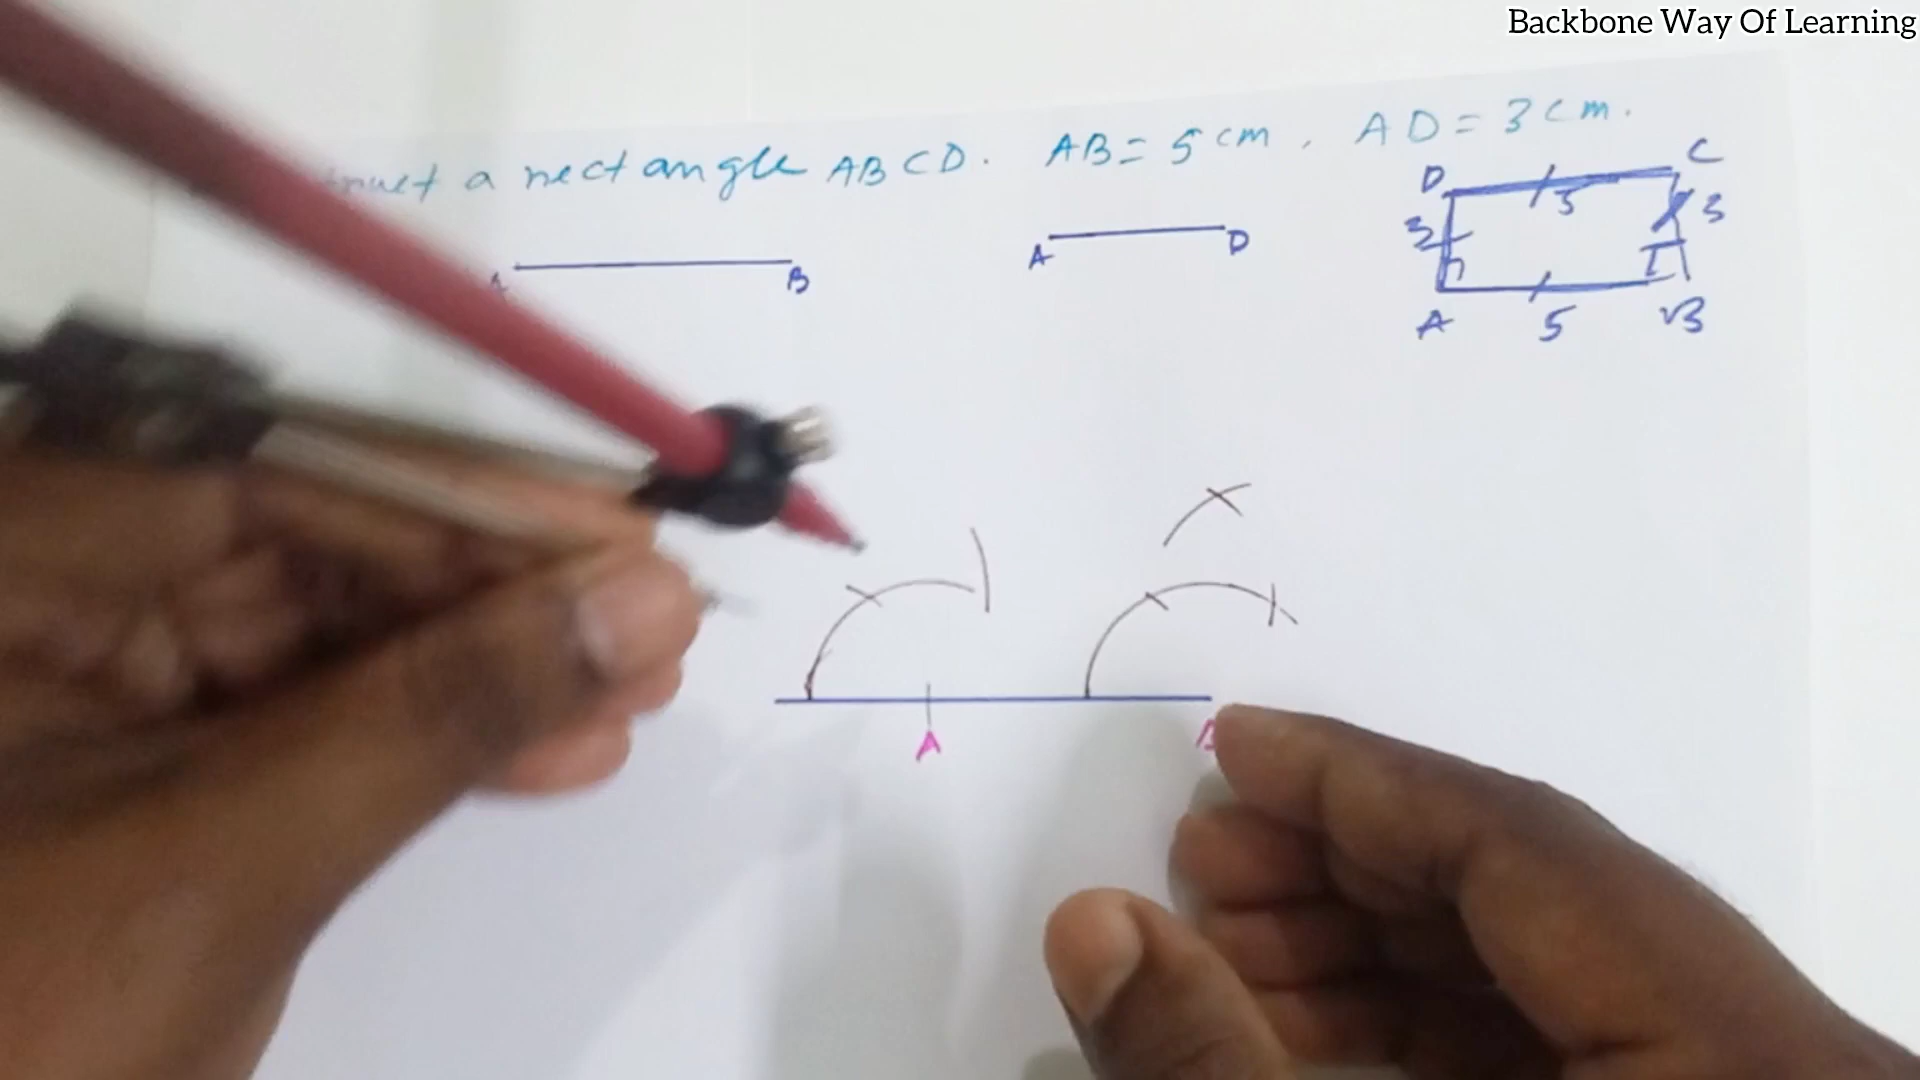 Backbone Way Of Learning
a rectangle ABCD. AB = 5 cm, AD = 3 cm.
A B A D
D C
5
3 3
A 5 B
A